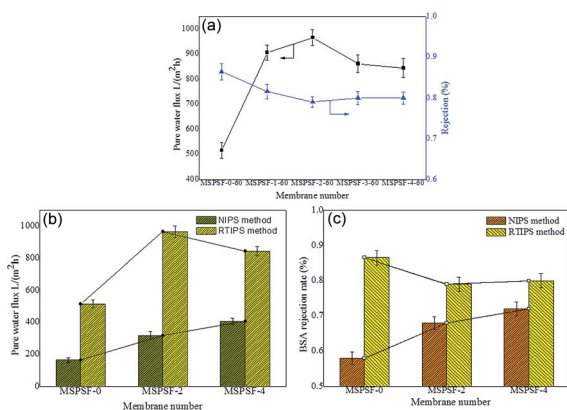 (a)
Pure water flux L/(m²h)
1000
900
800
700
600
500
400
1.0
0.9
0.8
0.7
0.6
Rejection (%)
MSPSF-0-60 MSPSF-1-60 MSPSF-2-60 MSPSF-3-60 MSPSF-4-60
Membrane number
(b)
NIPS method
RTIPS method
Pure water flux L/(m²h)
1000
800
600
400
200
0
MSPSF-0 MSPSF-2 MSPSF-4
Membrane number
(c)
NIPS method
RTIPS method
BSA rejection rate (%)
1.0
0.9
0.8
0.7
0.6
0.5
MSPSF-0 MSPSF-2 MSPSF-4
Membrane number